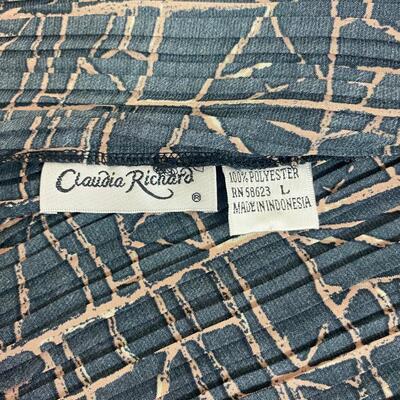 Claudia Richard
®
100% POLYESTER
RN 58623 L
MADE IN INDONESIA